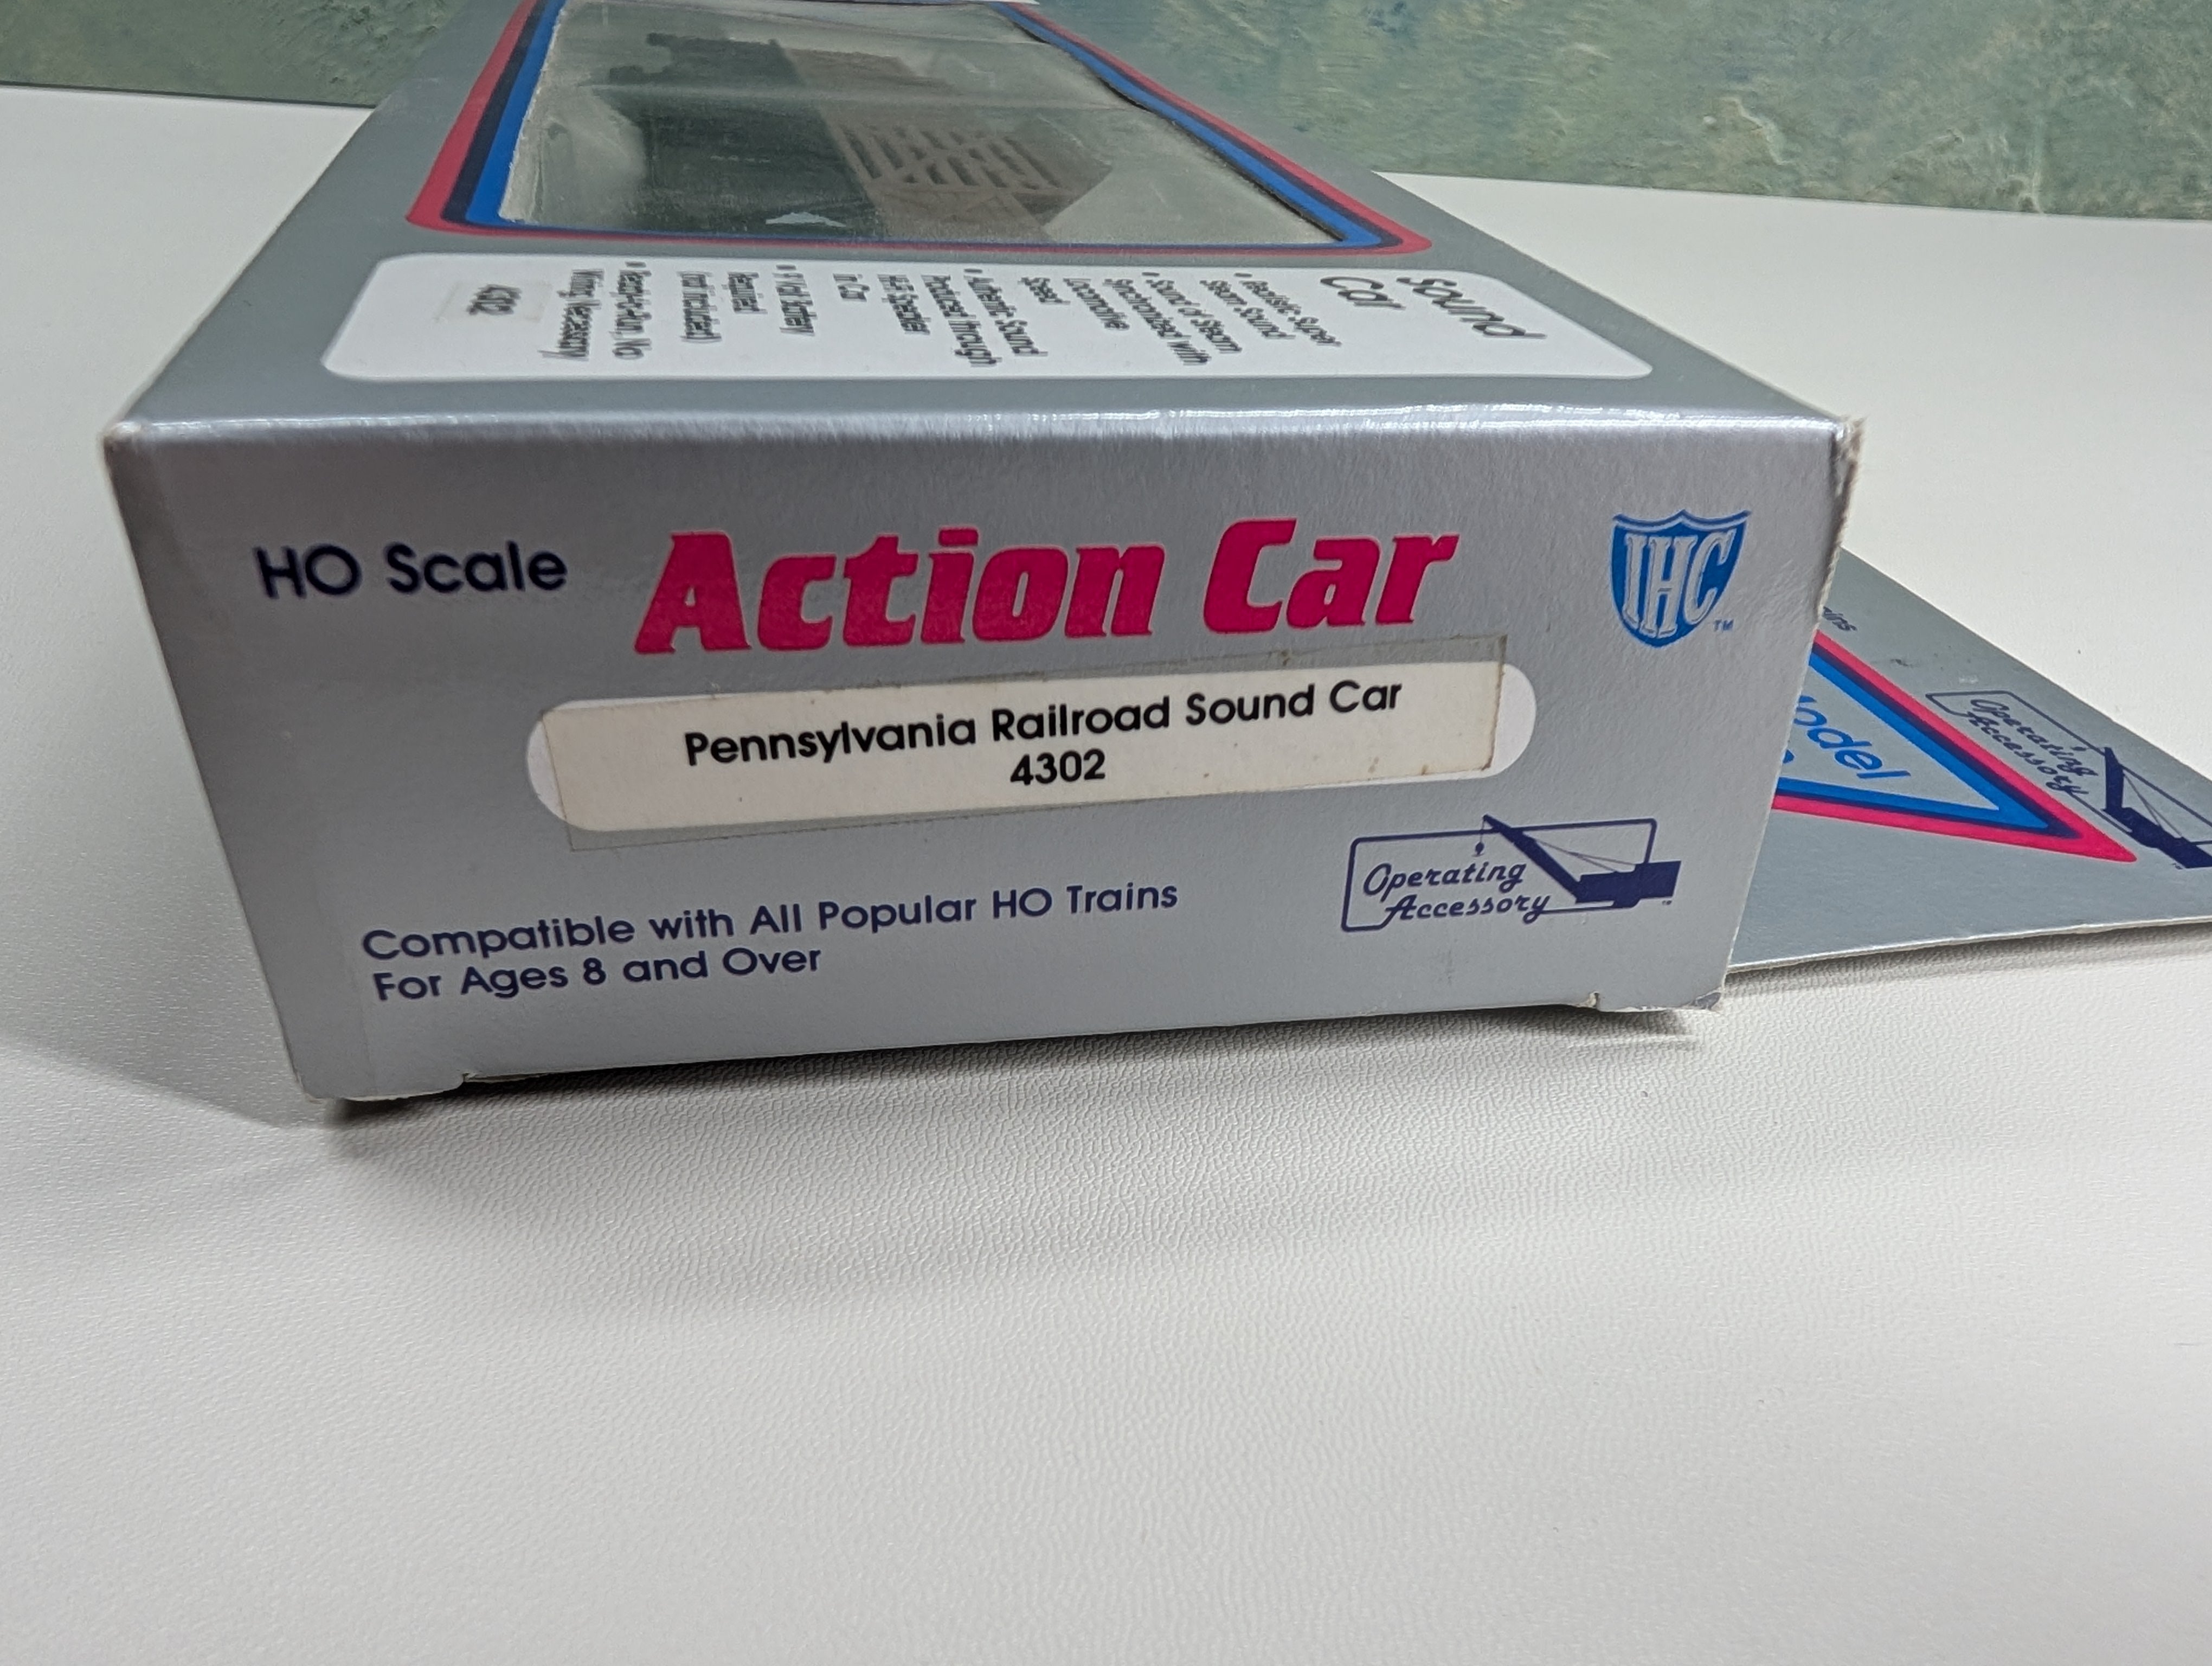 Sound
Car
• Realistic Super
Steam Sound
• Sound of Steam
Synchronized with
Locomotive
Speed
• Authentic Sound
Produced through
Hi-Fi Speaker
in Car
• 9 Volt Battery
Required
(not included)
• Ready-to-Run, No
Wiring Necessary
4302
HO Scale
Action Car
IHC
TM
Pennsylvania Railroad Sound Car
4302
Compatible with All Popular HO Trains
For Ages 8 and Over
Operating
Accessory
Operating
Accessory